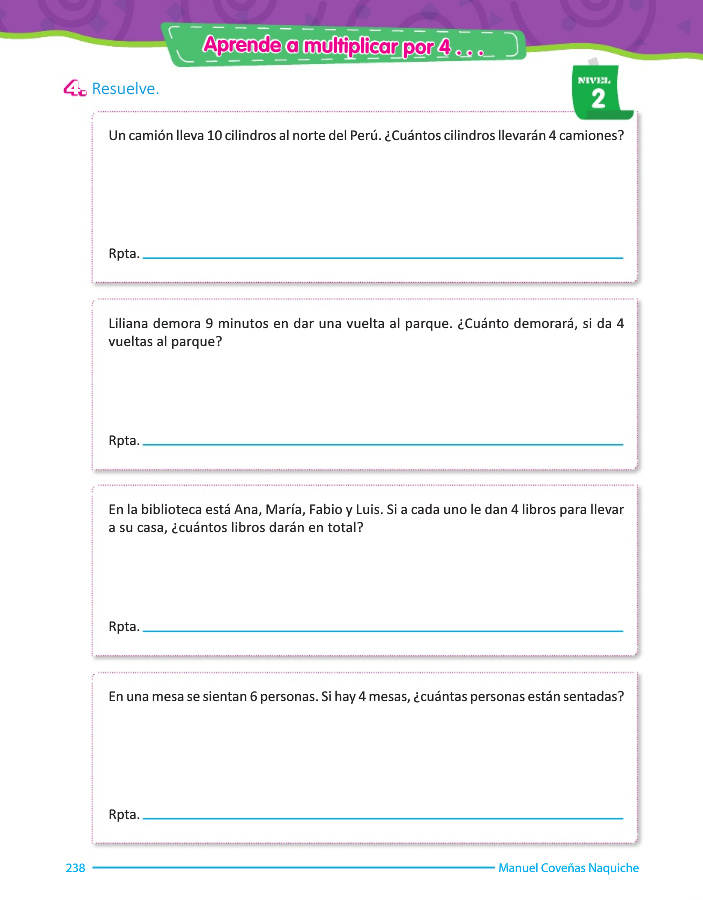 Aprende a multiplicar por 4 . . .
4. Resuelve.
NIVEL
2
Un camión lleva 10 cilindros al norte del Perú. ¿Cuántos cilindros llevarán 4 camiones?
Rpta.
Liliana demora 9 minutos en dar una vuelta al parque. ¿Cuánto demorará, si da 4
vueltas al parque?
Rpta.
En la biblioteca está Ana, María, Fabio y Luis. Si a cada uno le dan 4 libros para llevar
a su casa, ¿cuántos libros darán en total?
Rpta.
En una mesa se sientan 6 personas. Si hay 4 mesas, ¿cuántas personas están sentadas?
Rpta.
238
Manuel Coveñas Naquiche